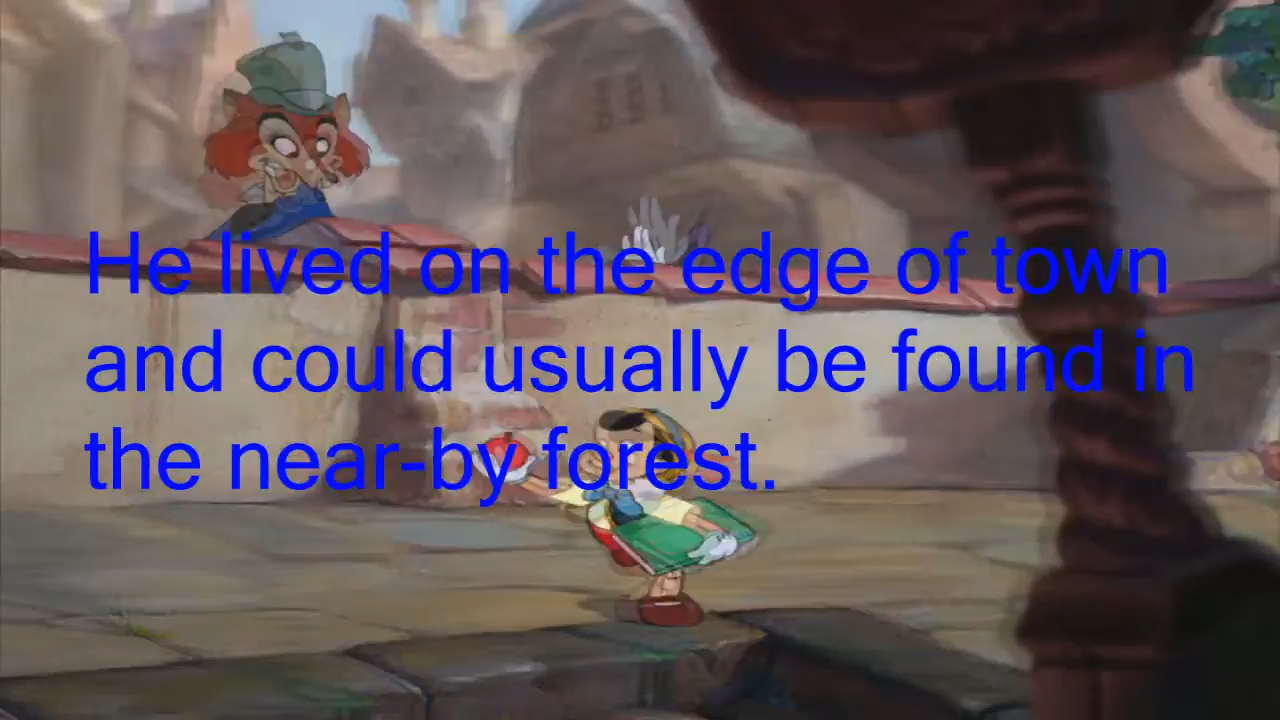 He lived on the edge of town
and could usually be found in
the near-by forest.